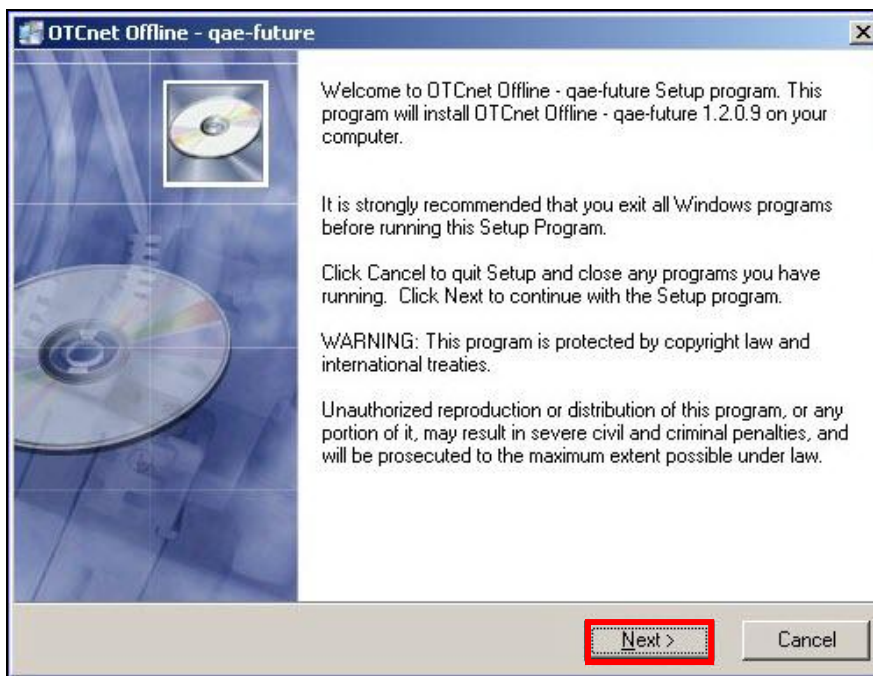 OTCnet Offline - qae-future
Welcome to OTCnet Offline - qae-future Setup program. This
program will install OTCnet Offline - qae-future 1.2.0.9 on your
computer.
It is strongly recommended that you exit all Windows programs
before running this Setup Program.
Click Cancel to quit Setup and close any programs you have
running.  Click Next to continue with the Setup program.
WARNING: This program is protected by copyright law and
international treaties.
Unauthorized reproduction or distribution of this program, or any
portion of it, may result in severe civil and criminal penalties, and
will be prosecuted to the maximum extent possible under law.
Next >
Cancel